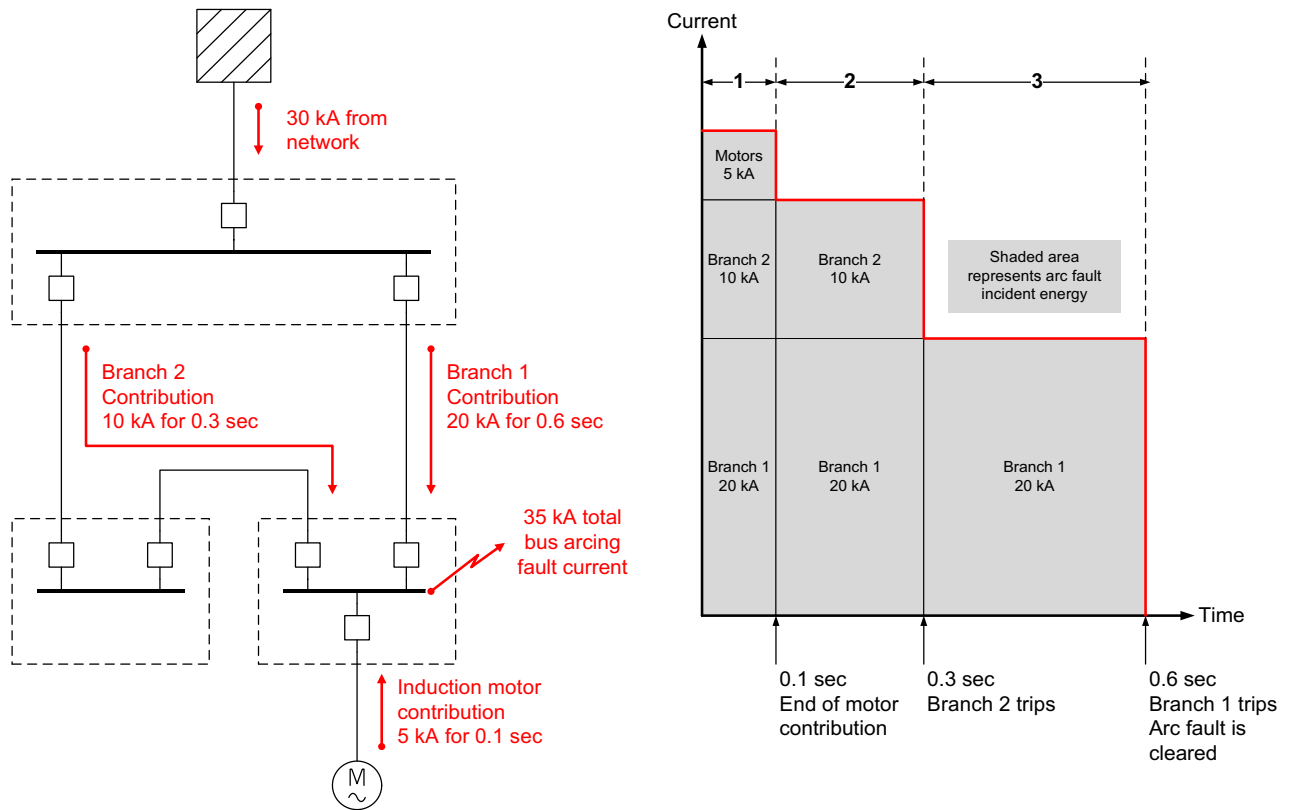 30 kA from
network
Branch 2
Contribution
10 kA for 0.3 sec
Branch 1
Contribution
20 kA for 0.6 sec
35 kA total
bus arcing
fault current
Induction motor
contribution
5 kA for 0.1 sec
M
~
Current
1
2
3
Motors
5 kA
Branch 2
10 kA
Branch 2
10 kA
Shaded area
represents arc fault
incident energy
Branch 1
20 kA
Branch 1
20 kA
Branch 1
20 kA
Time
0.1 sec
End of motor
contribution
0.3 sec
Branch 2 trips
0.6 sec
Branch 1 trips
Arc fault is
cleared